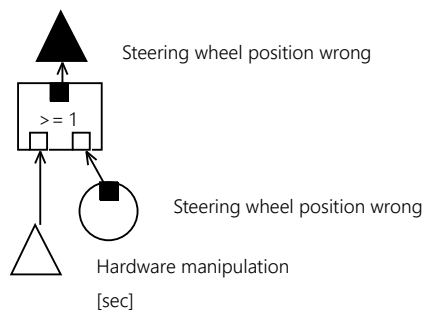 Steering wheel position wrong
>= 1
Steering wheel position wrong
Hardware manipulation
[sec]